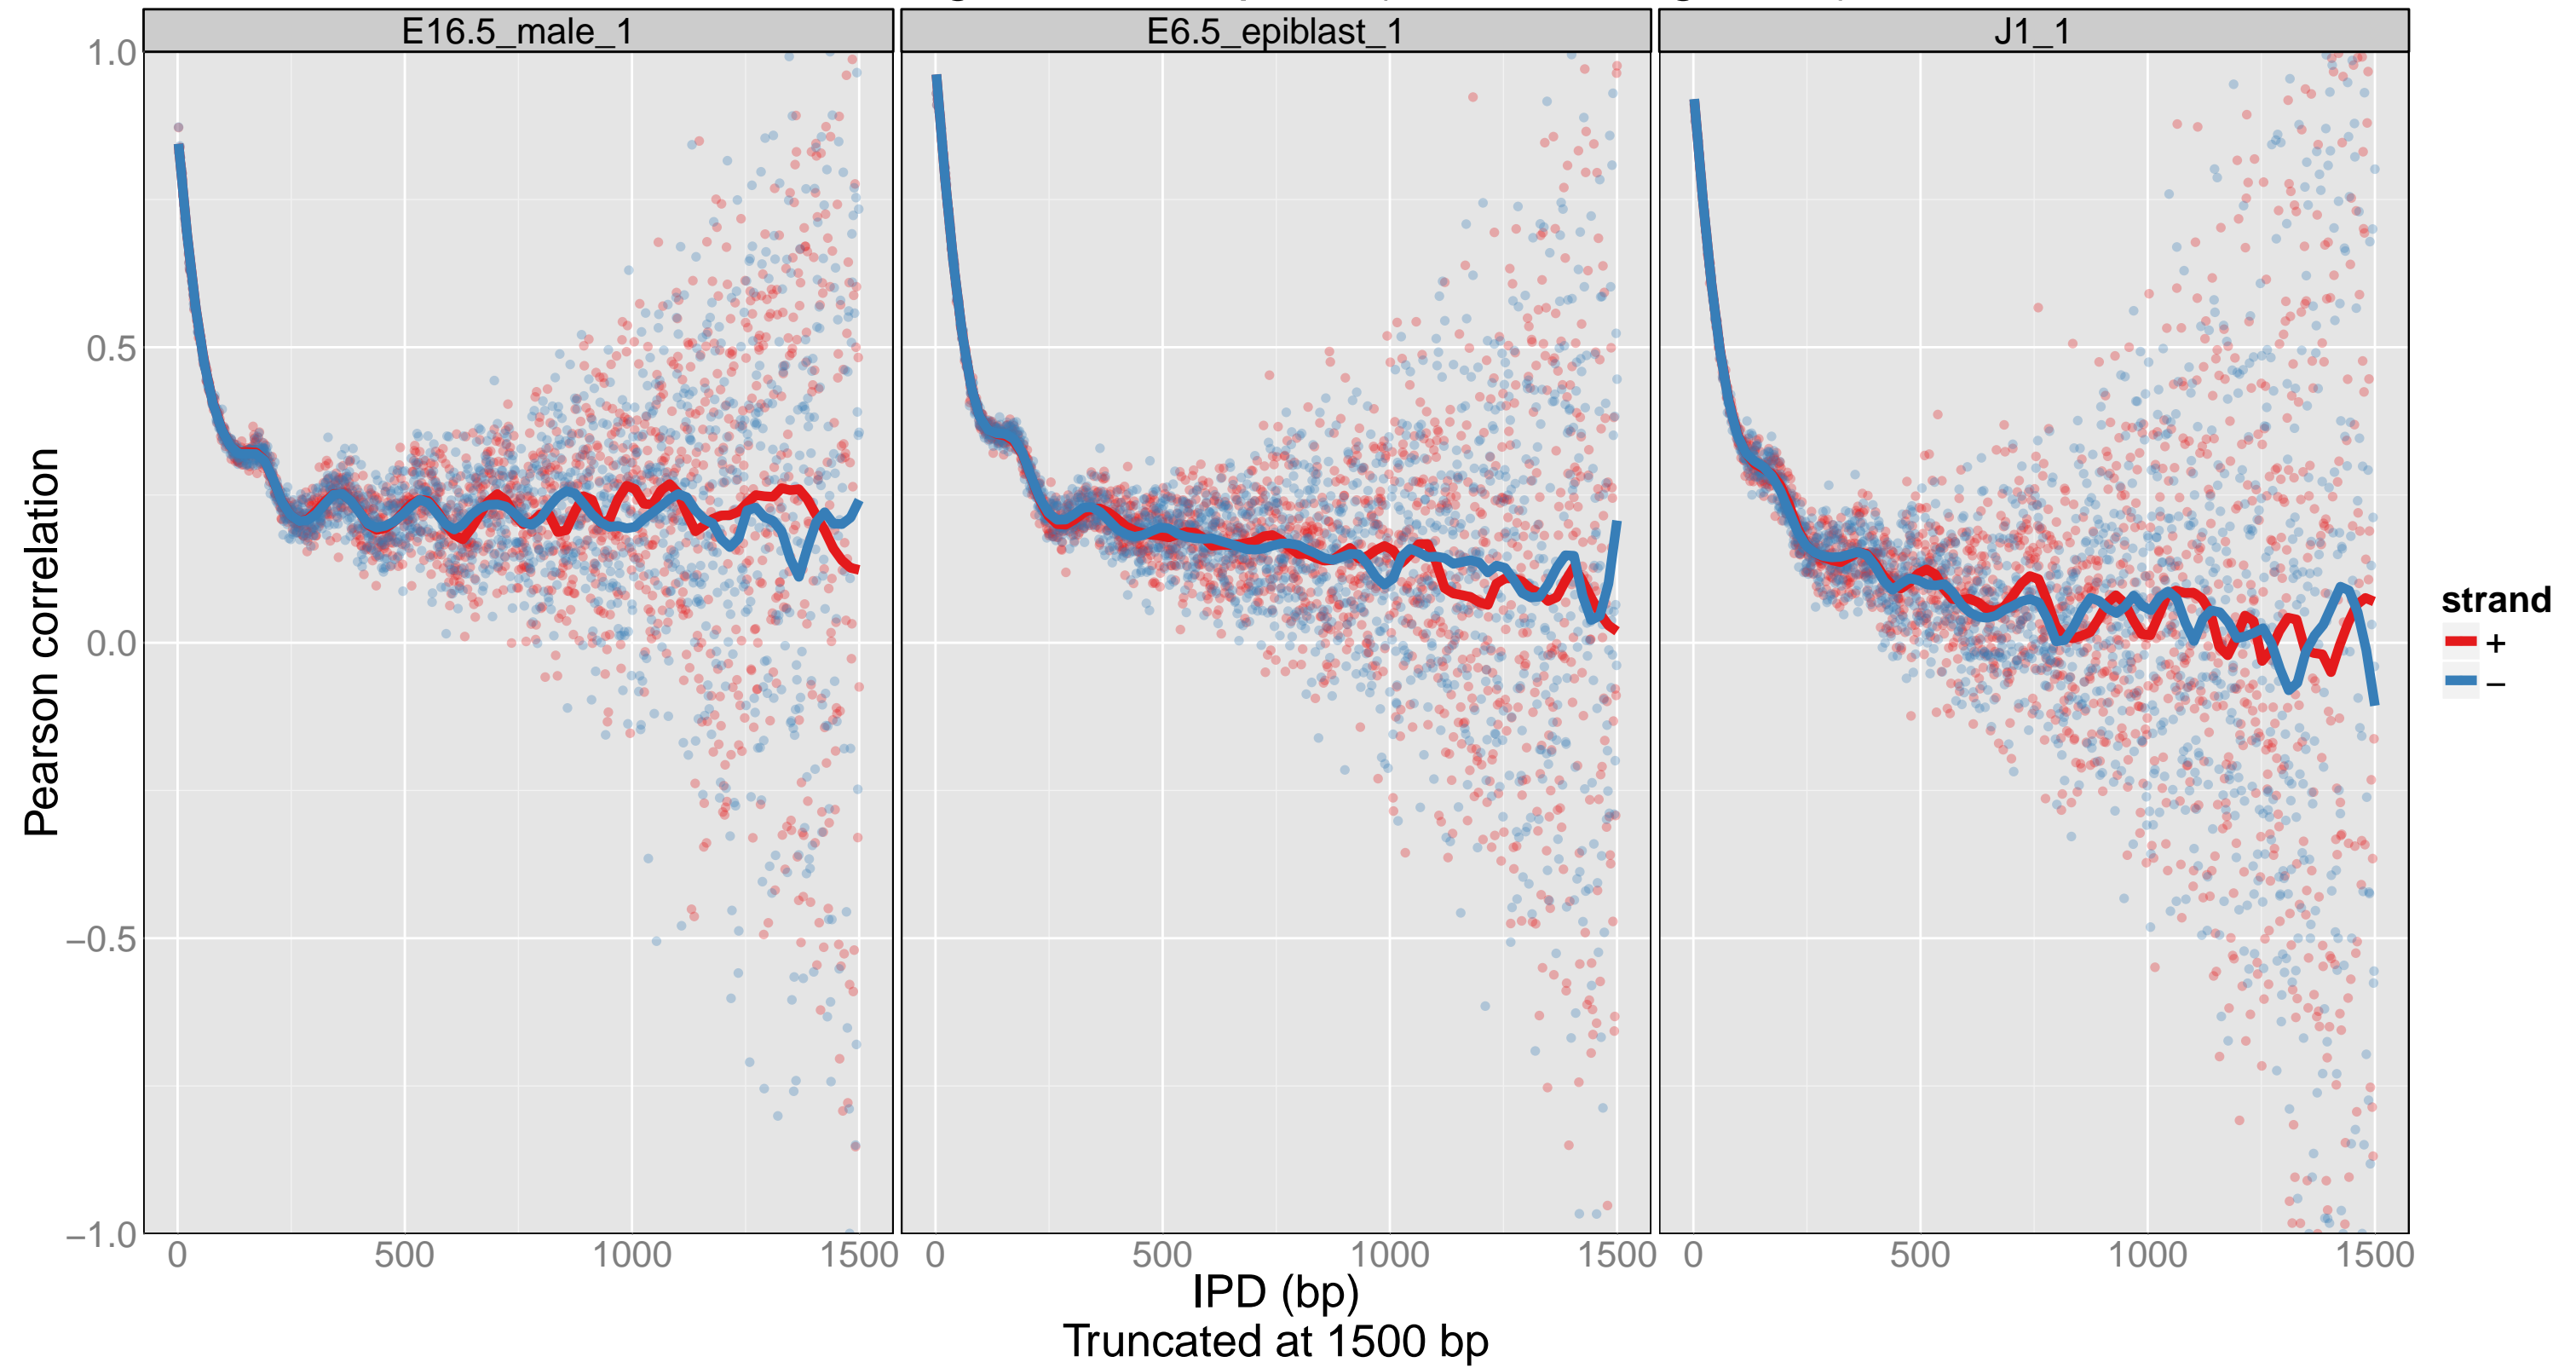 E16.5_male_1 E6.5_epiblast_1 J1_1
1.0
0.5
0.0
−0.5
−1.0
Pearson correlation
0 500 1000 1500 0 500 1000 1500 0 500 1000 1500
IPD (bp)
Truncated at 1500 bp
strand
+
−